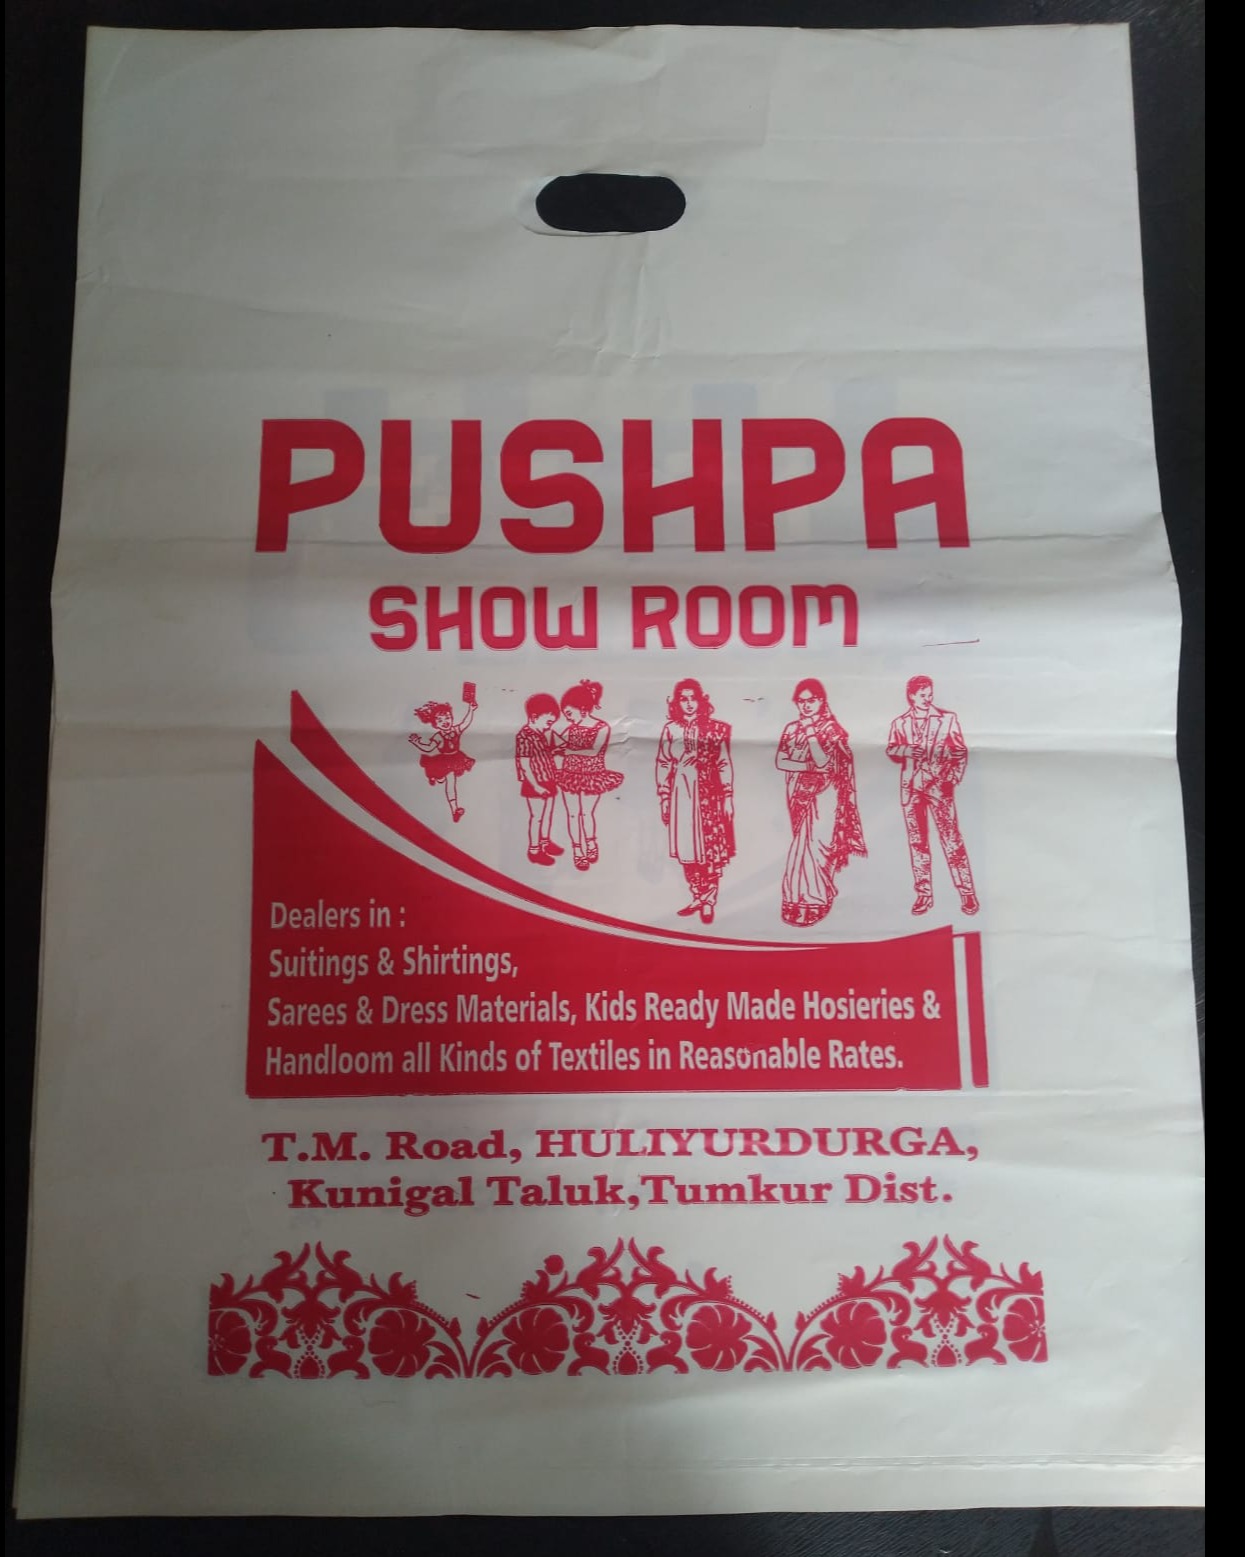 PUSHPA
SHOW ROOM
Dealers in :
Suitings & Shirtings,
Sarees & Dress Materials, Kids Ready Made Hosieries &
Handloom all Kinds of Textiles in Reasonable Rates.
T.M. Road, HULIYURDURGA,
Kunigal Taluk,Tumkur Dist.